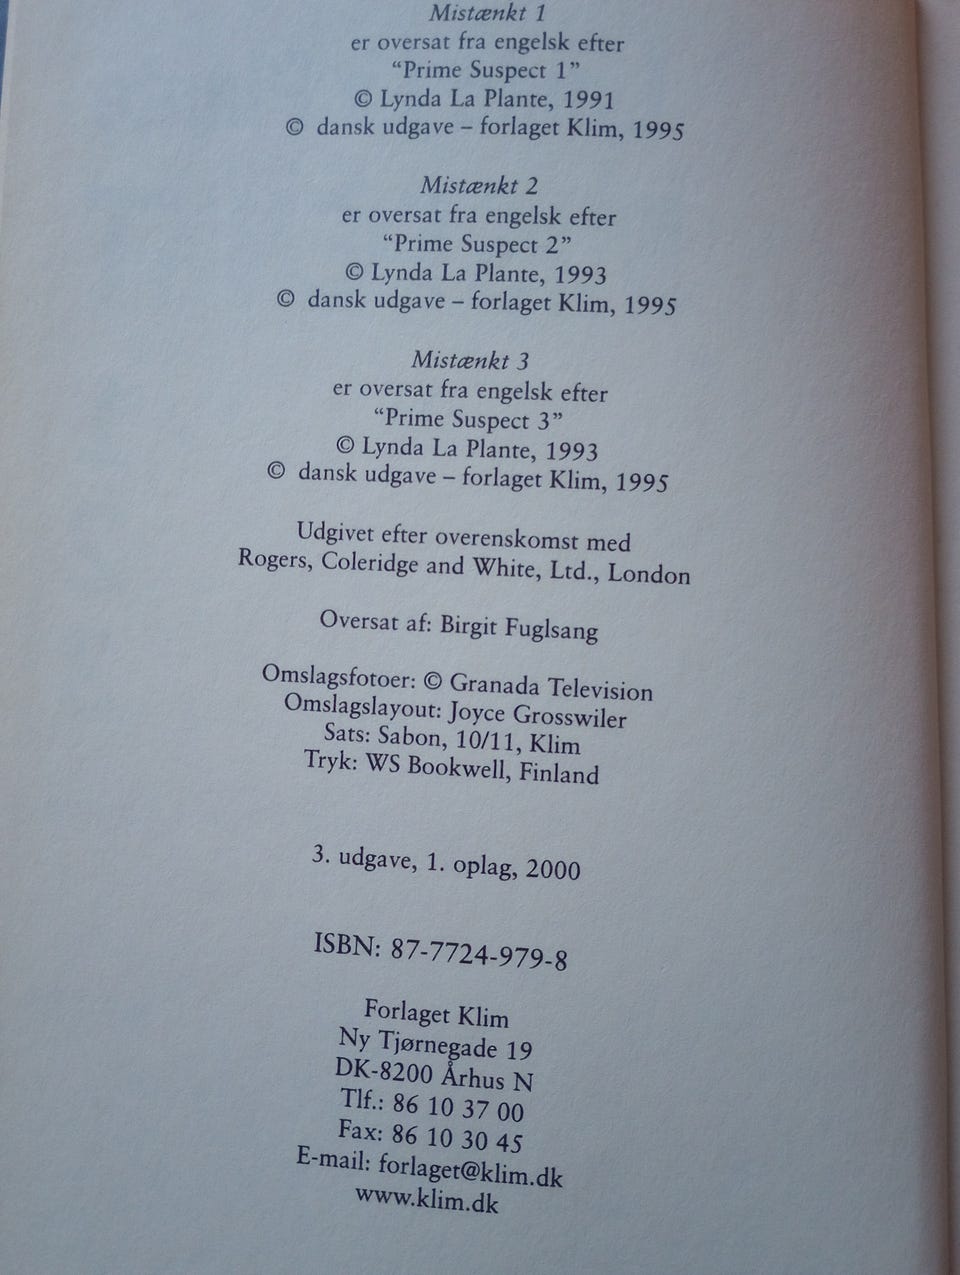 Mistænkt 1
er oversat fra engelsk efter
“Prime Suspect 1”
© Lynda La Plante, 1991
© dansk udgave – forlaget Klim, 1995
Mistænkt 2
er oversat fra engelsk efter
“Prime Suspect 2”
© Lynda La Plante, 1993
© dansk udgave – forlaget Klim, 1995
Mistænkt 3
er oversat fra engelsk efter
“Prime Suspect 3”
© Lynda La Plante, 1993
© dansk udgave – forlaget Klim, 1995
Udgivet efter overenskomst med
Rogers, Coleridge and White, Ltd., London
Oversat af: Birgit Fuglsang
Omslagsfotoer: © Granada Television
Omslagslayout: Joyce Grosswiler
Sats: Sabon, 10/11, Klim
Tryk: WS Bookwell, Finland
3. udgave, 1. oplag, 2000
ISBN: 87-7724-979-8
Forlaget Klim
Ny Tjørnegade 19
DK-8200 Århus N
Tlf.: 86 10 37 00
Fax: 86 10 30 45
E-mail: forlaget@klim.dk
www.klim.dk